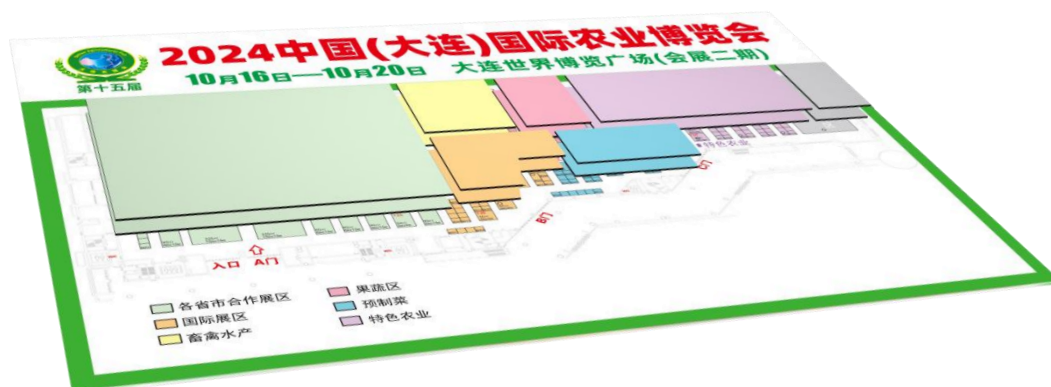 2024中国(大连)国际农业博览会
10月16日—10月20日 大连世界博览广场(会展二期)
第十五届
特色农业
入口 A门
各省市合作展区
国际展区
畜禽水产
果蔬区
预制菜
特色农业